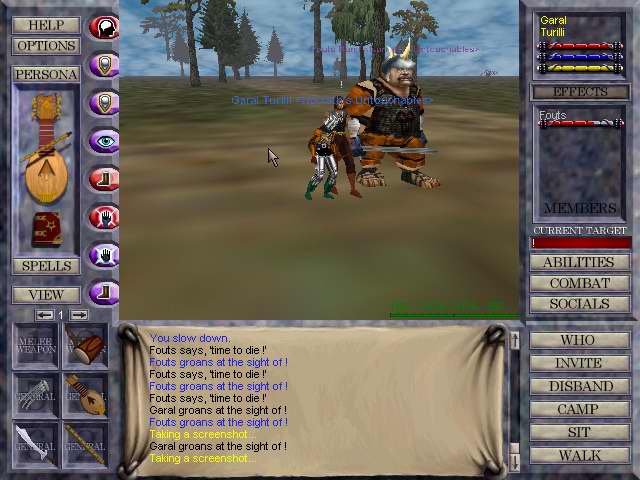 HELP
OPTIONS
PERSONA
SPELLS
VIEW
1
MELEE
WEAPON
GENERAL
GENERAL
GENERAL
GENERAL
Garal Turilli
Untouchables>
You slow down.
Fouts says, 'time to die !'
Fouts groans at the sight of !
Fouts says, 'time to die !'
Fouts groans at the sight of !
Fouts says, 'time to die !'
Garal groans at the sight of !
Fouts groans at the sight of !
Taking a screenshot...
Garal groans at the sight of !
Taking a screenshot...
Garal
Turilli
EFFECTS
Fouts
MEMBERS
CURRENT TARGET
!
ABILITIES
COMBAT
SOCIALS
WHO
INVITE
DISBAND
CAMP
SIT
WALK